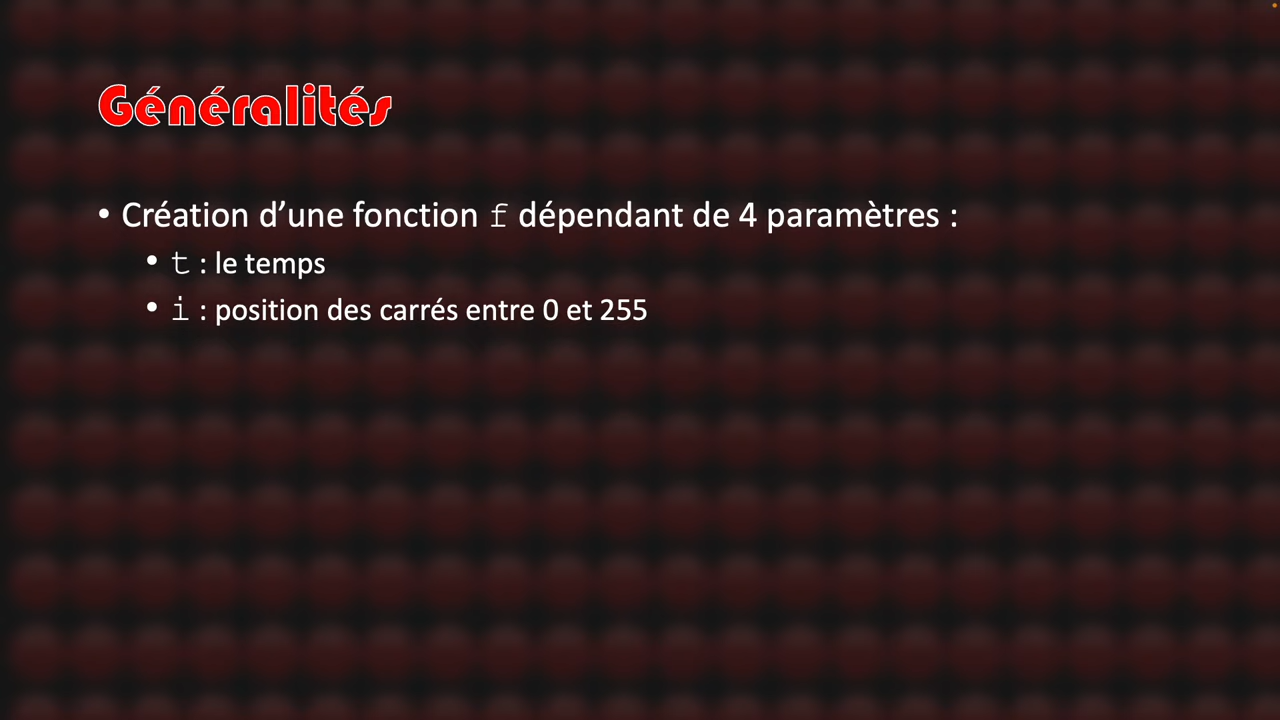 Généralités
• Création d’une fonction f dépendant de 4 paramètres :
• t : le temps
• i : position des carrés entre 0 et 255